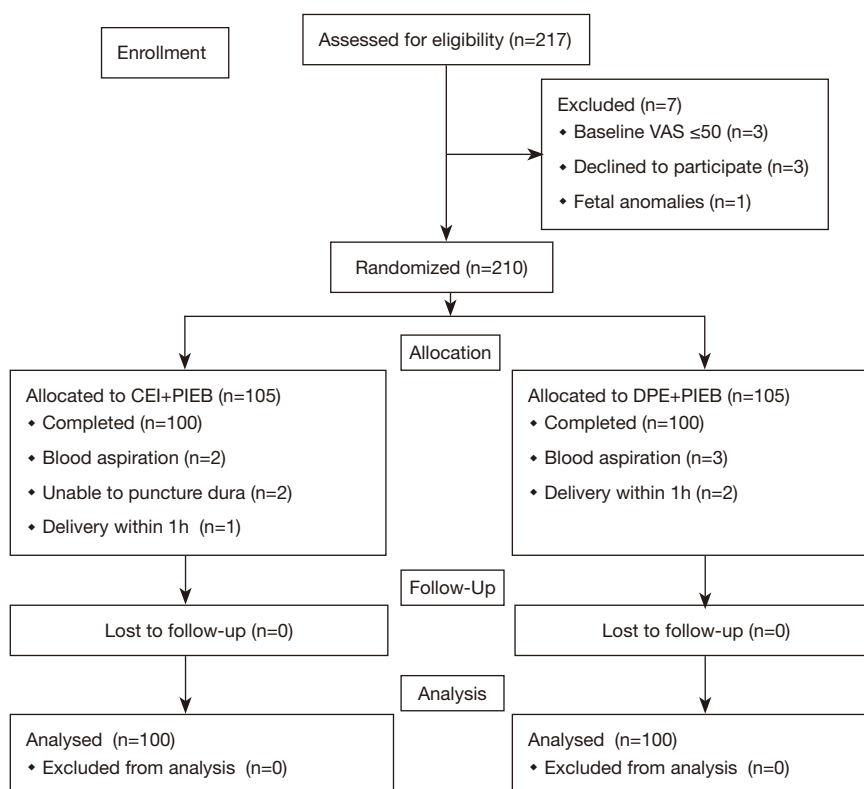 Enrollment
Assessed for eligibility (n=217)
Excluded (n=7)
◆ Baseline VAS ≤50 (n=3)
◆ Declined to participate (n=3)
◆ Fetal anomalies (n=1)
Randomized (n=210)
Allocation
Allocated to CEI+PIEB (n=105)
◆ Completed (n=100)
◆ Blood aspiration (n=2)
◆ Unable to puncture dura (n=2)
◆ Delivery within 1h (n=1)
Allocated to DPE+PIEB (n=105)
◆ Completed (n=100)
◆ Blood aspiration (n=3)
◆ Delivery within 1h (n=2)
Follow-Up
Lost to follow-up (n=0)
Lost to follow-up (n=0)
Analysis
Analysed (n=100)
◆ Excluded from analysis (n=0)
Analysed (n=100)
◆ Excluded from analysis (n=0)